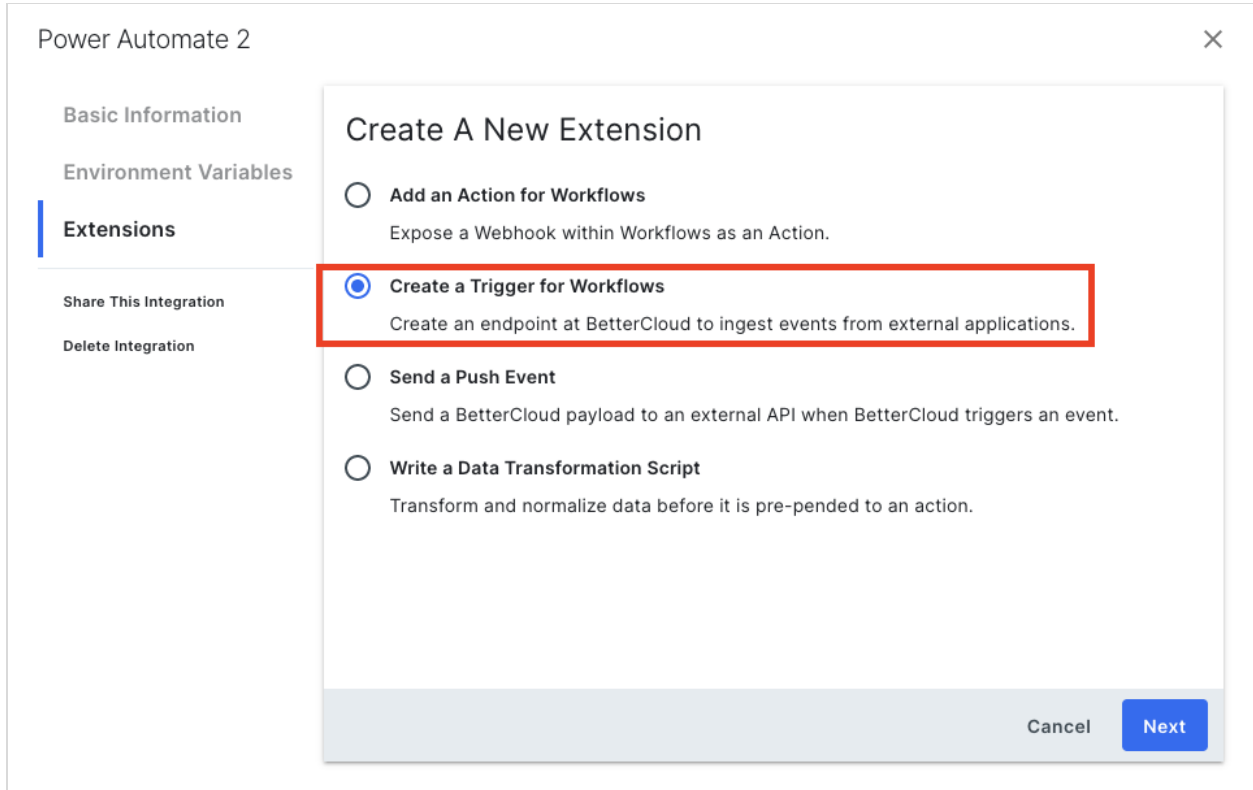 Power Automate 2
Basic Information
Environment Variables
Extensions
Share This Integration
Delete Integration
Create A New Extension
Add an Action for Workflows
Expose a Webhook within Workflows as an Action.
Create a Trigger for Workflows
Create an endpoint at BetterCloud to ingest events from external applications.
Send a Push Event
Send a BetterCloud payload to an external API when BetterCloud triggers an event.
Write a Data Transformation Script
Transform and normalize data before it is pre-pended to an action.
Cancel
Next